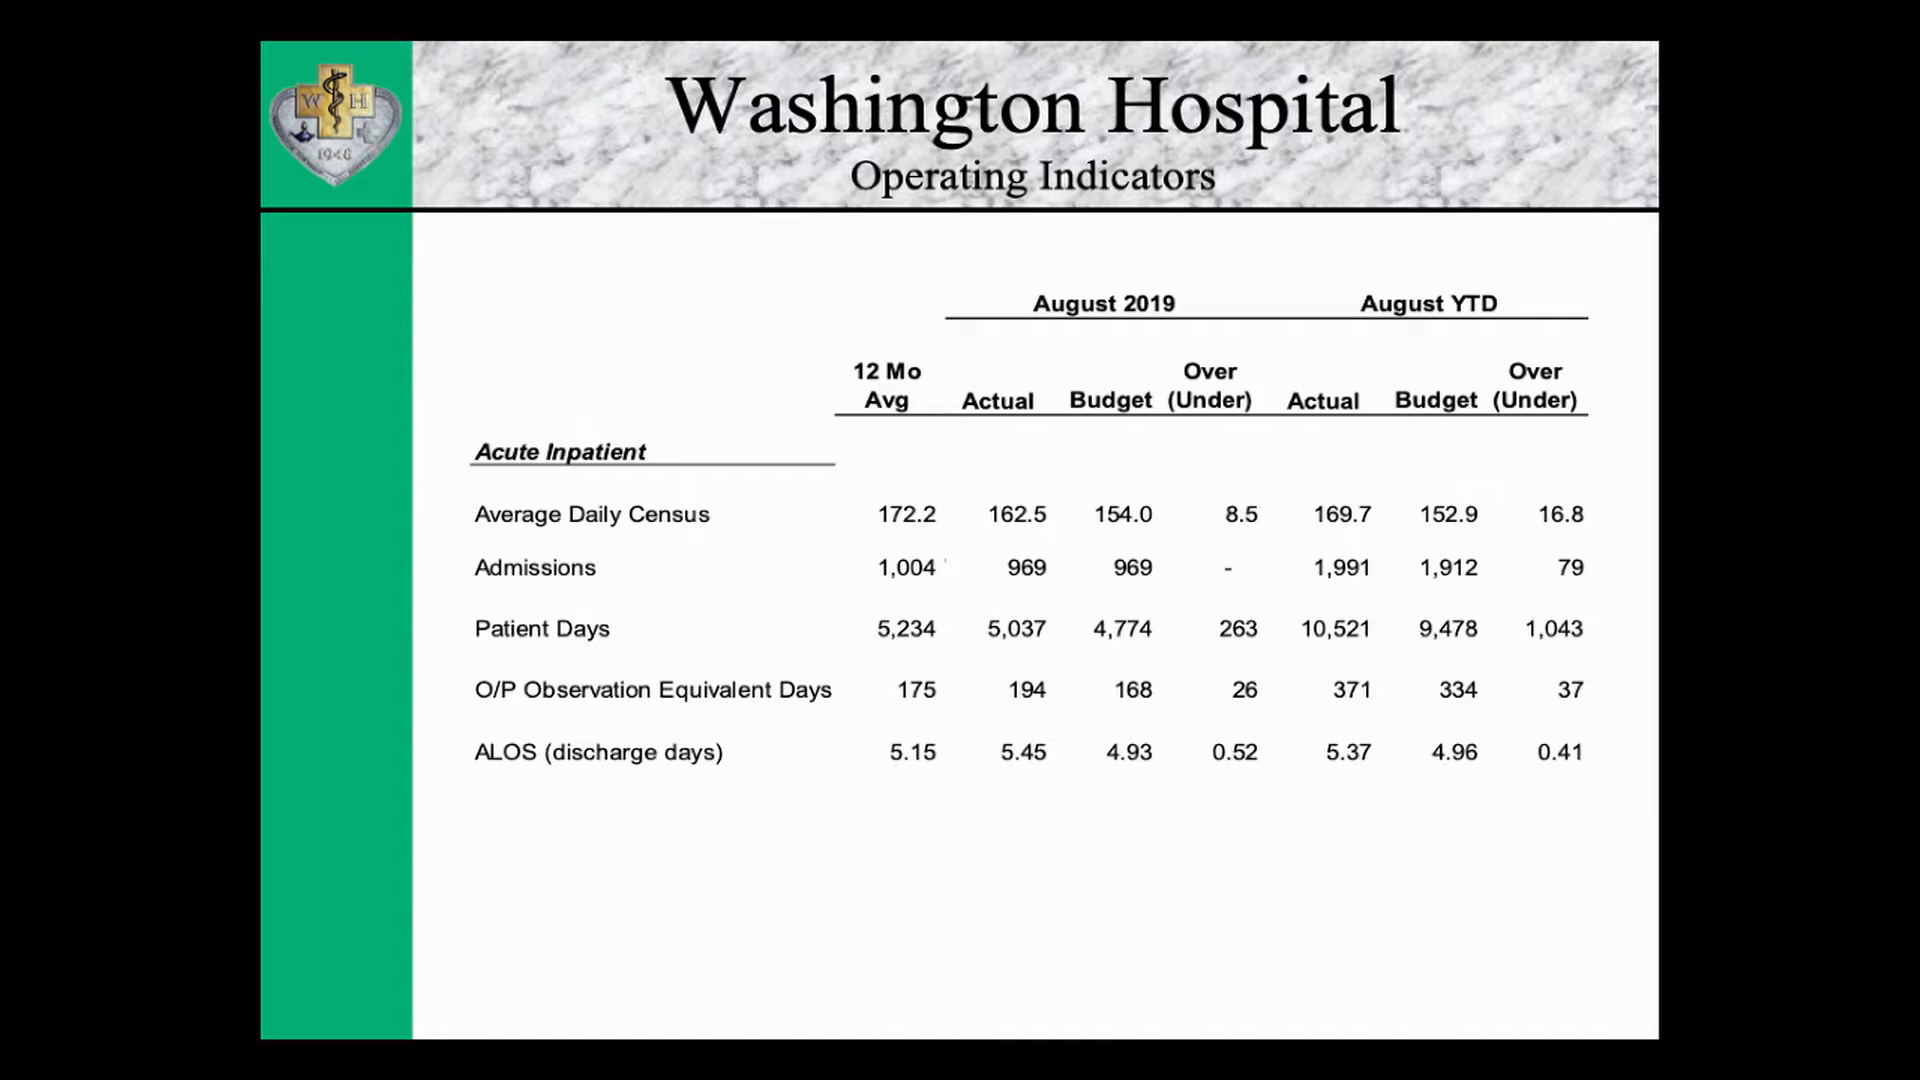 W H
1948
Washington Hospital
Operating Indicators
August 2019 August YTD
12 Mo Avg Actual Budget Over (Under) Actual Budget Over (Under)
Acute Inpatient
Average Daily Census 172.2 162.5 154.0 8.5 169.7 152.9 16.8
Admissions 1,004 969 969 - 1,991 1,912 79
Patient Days 5,234 5,037 4,774 263 10,521 9,478 1,043
O/P Observation Equivalent Days 175 194 168 26 371 334 37
ALOS (discharge days) 5.15 5.45 4.93 0.52 5.37 4.96 0.41